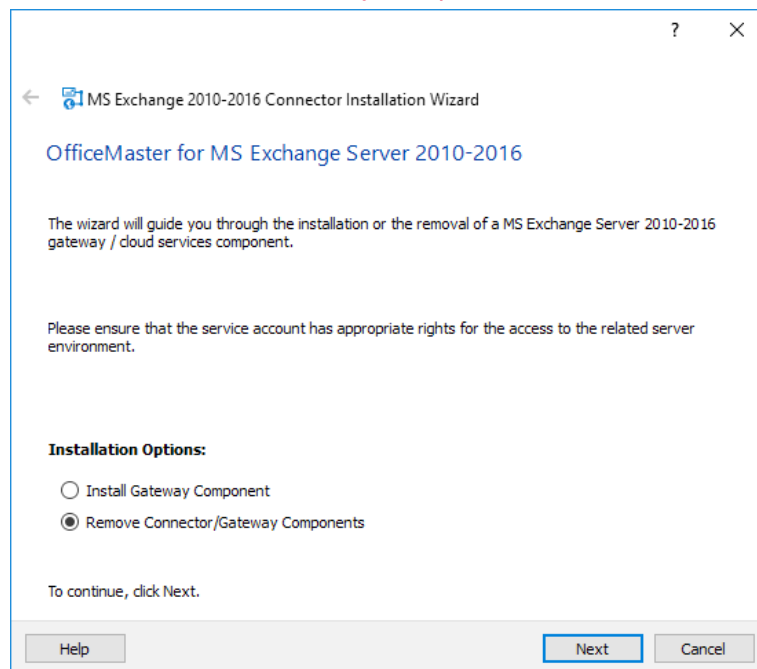 ?
MS Exchange 2010-2016 Connector Installation Wizard
OfficeMaster for MS Exchange Server 2010-2016
The wizard will guide you through the installation or the removal of a MS Exchange Server 2010-2016
gateway / cloud services component.
Please ensure that the service account has appropriate rights for the access to the related server
environment.
Installation Options:
Install Gateway Component
Remove Connector/Gateway Components
To continue, click Next.
Help Next Cancel